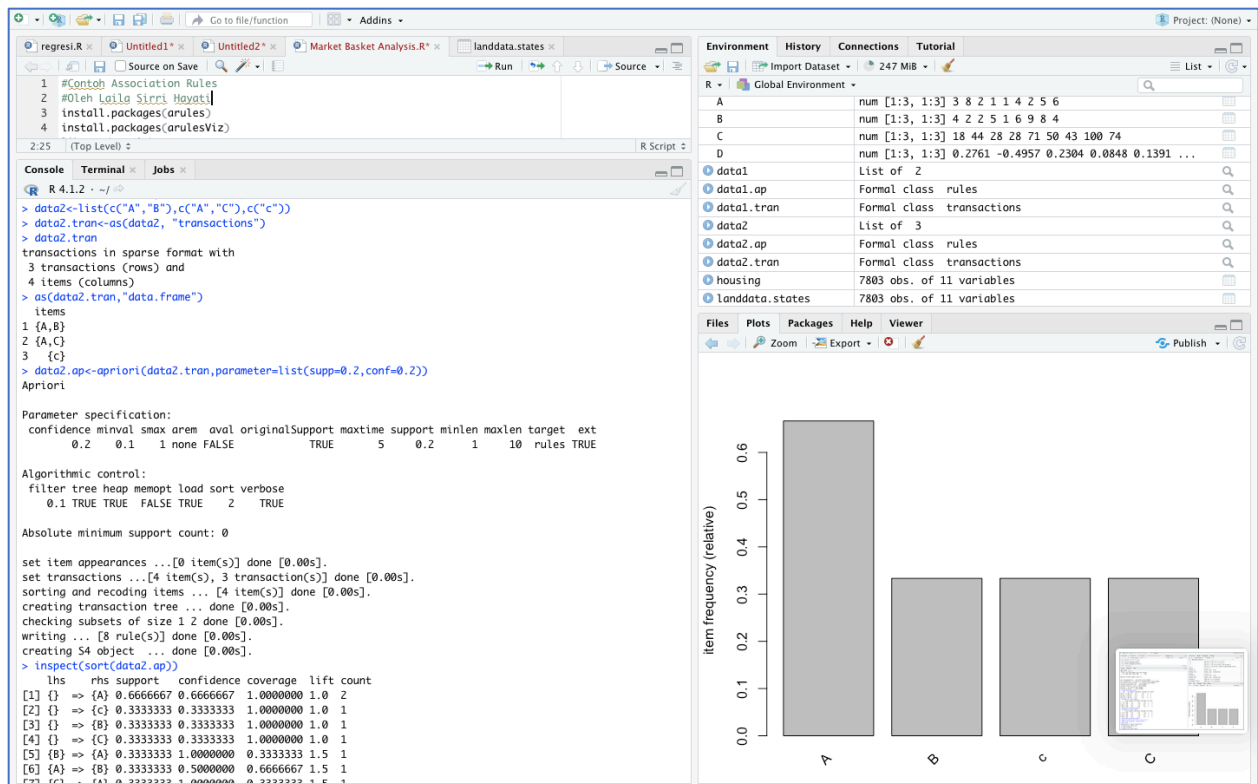 Go to file/function
Addins
Project: (None)
regresi.R
Untitled1*
Untitled2*
Market Basket Analysis.R*
landdata.states
Source on Save
Run
Source
1 #Contoh Association Rules
2 #Oleh Laila Sirri Hayati
3 install.packages(arules)
4 install.packages(arulesViz)
2:25 (Top Level) R Script
Console Terminal Jobs
R 4.1.2 · ~/
> data2<-list(c("A","B"),c("A","C"),c("c"))
> data2.tran<-as(data2, "transactions")
> data2.tran
transactions in sparse format with
3 transactions (rows) and
4 items (columns)
> as(data2.tran,"data.frame")
items
1 {A,B}
2 {A,C}
3 {c}
> data2.ap<-apriori(data2.tran,parameter=list(supp=0.2,conf=0.2))
Apriori
Parameter specification:
confidence minval smax arem aval originalSupport maxtime support minlen maxlen target ext
0.2 0.1 1 none FALSE TRUE 5 0.2 1 10 rules TRUE
Algorithmic control:
filter tree heap memopt load sort verbose
0.1 TRUE TRUE FALSE TRUE 2 TRUE
Absolute minimum support count: 0
set item appearances ...[0 item(s)] done [0.00s].
set transactions ...[4 item(s), 3 transaction(s)] done [0.00s].
sorting and recoding items ... [4 item(s)] done [0.00s].
creating transaction tree ... done [0.00s].
checking subsets of size 1 2 done [0.00s].
writing ... [8 rule(s)] done [0.00s].
creating S4 object ... done [0.00s].
> inspect(sort(data2.ap))
lhs rhs support confidence coverage lift count
[1] {} => {A} 0.6666667 0.6666667 1.0000000 1.0 2
[2] {} => {c} 0.3333333 0.3333333 1.0000000 1.0 1
[3] {} => {B} 0.3333333 0.3333333 1.0000000 1.0 1
[4] {} => {C} 0.3333333 0.3333333 1.0000000 1.0 1
[5] {B} => {A} 0.3333333 1.0000000 0.3333333 1.5 1
[6] {A} => {B} 0.3333333 0.5000000 0.6666667 1.5 1
[7] {C} => {A} 0.3333333 1.0000000 0.3333333 1.5 1
Environment History Connections Tutorial
Import Dataset 247 MiB List
R Global Environment
A num [1:3, 1:3] 3 8 2 1 1 4 2 5 6
B num [1:3, 1:3] 4 2 2 5 1 6 9 8 4
C num [1:3, 1:3] 18 44 28 28 71 50 43 100 74
D num [1:3, 1:3] 0.2761 -0.4957 0.2304 0.0848 0.1391 ...
data1 List of 2
data1.ap Formal class rules
data1.tran Formal class transactions
data2 List of 3
data2.ap Formal class rules
data2.tran Formal class transactions
housing 7803 obs. of 11 variables
landdata.states 7803 obs. of 11 variables
Files Plots Packages Help Viewer
Zoom Export Publish
item frequency (relative)
0.6
0.5
0.4
0.3
0.2
0.1
0.0
A B c C